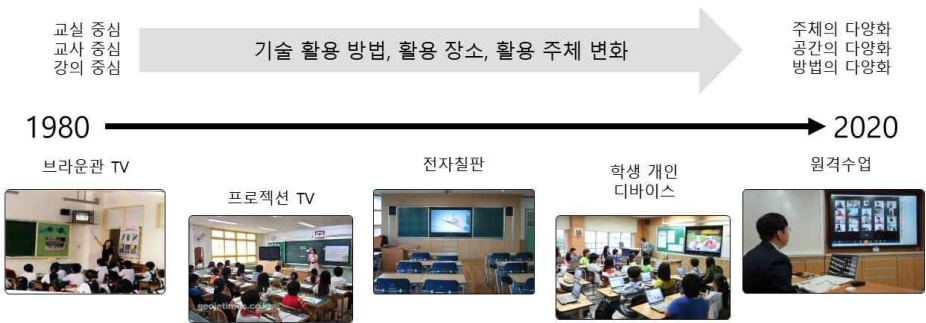 교실 중심
교사 중심
강의 중심
기술 활용 방법, 활용 장소, 활용 주체 변화
주체의 다양화
공간의 다양화
방법의 다양화
1980
2020
브라운관 TV
프로젝션 TV
전자칠판
학생 개인
디바이스
원격수업
geojetimes.co.kr